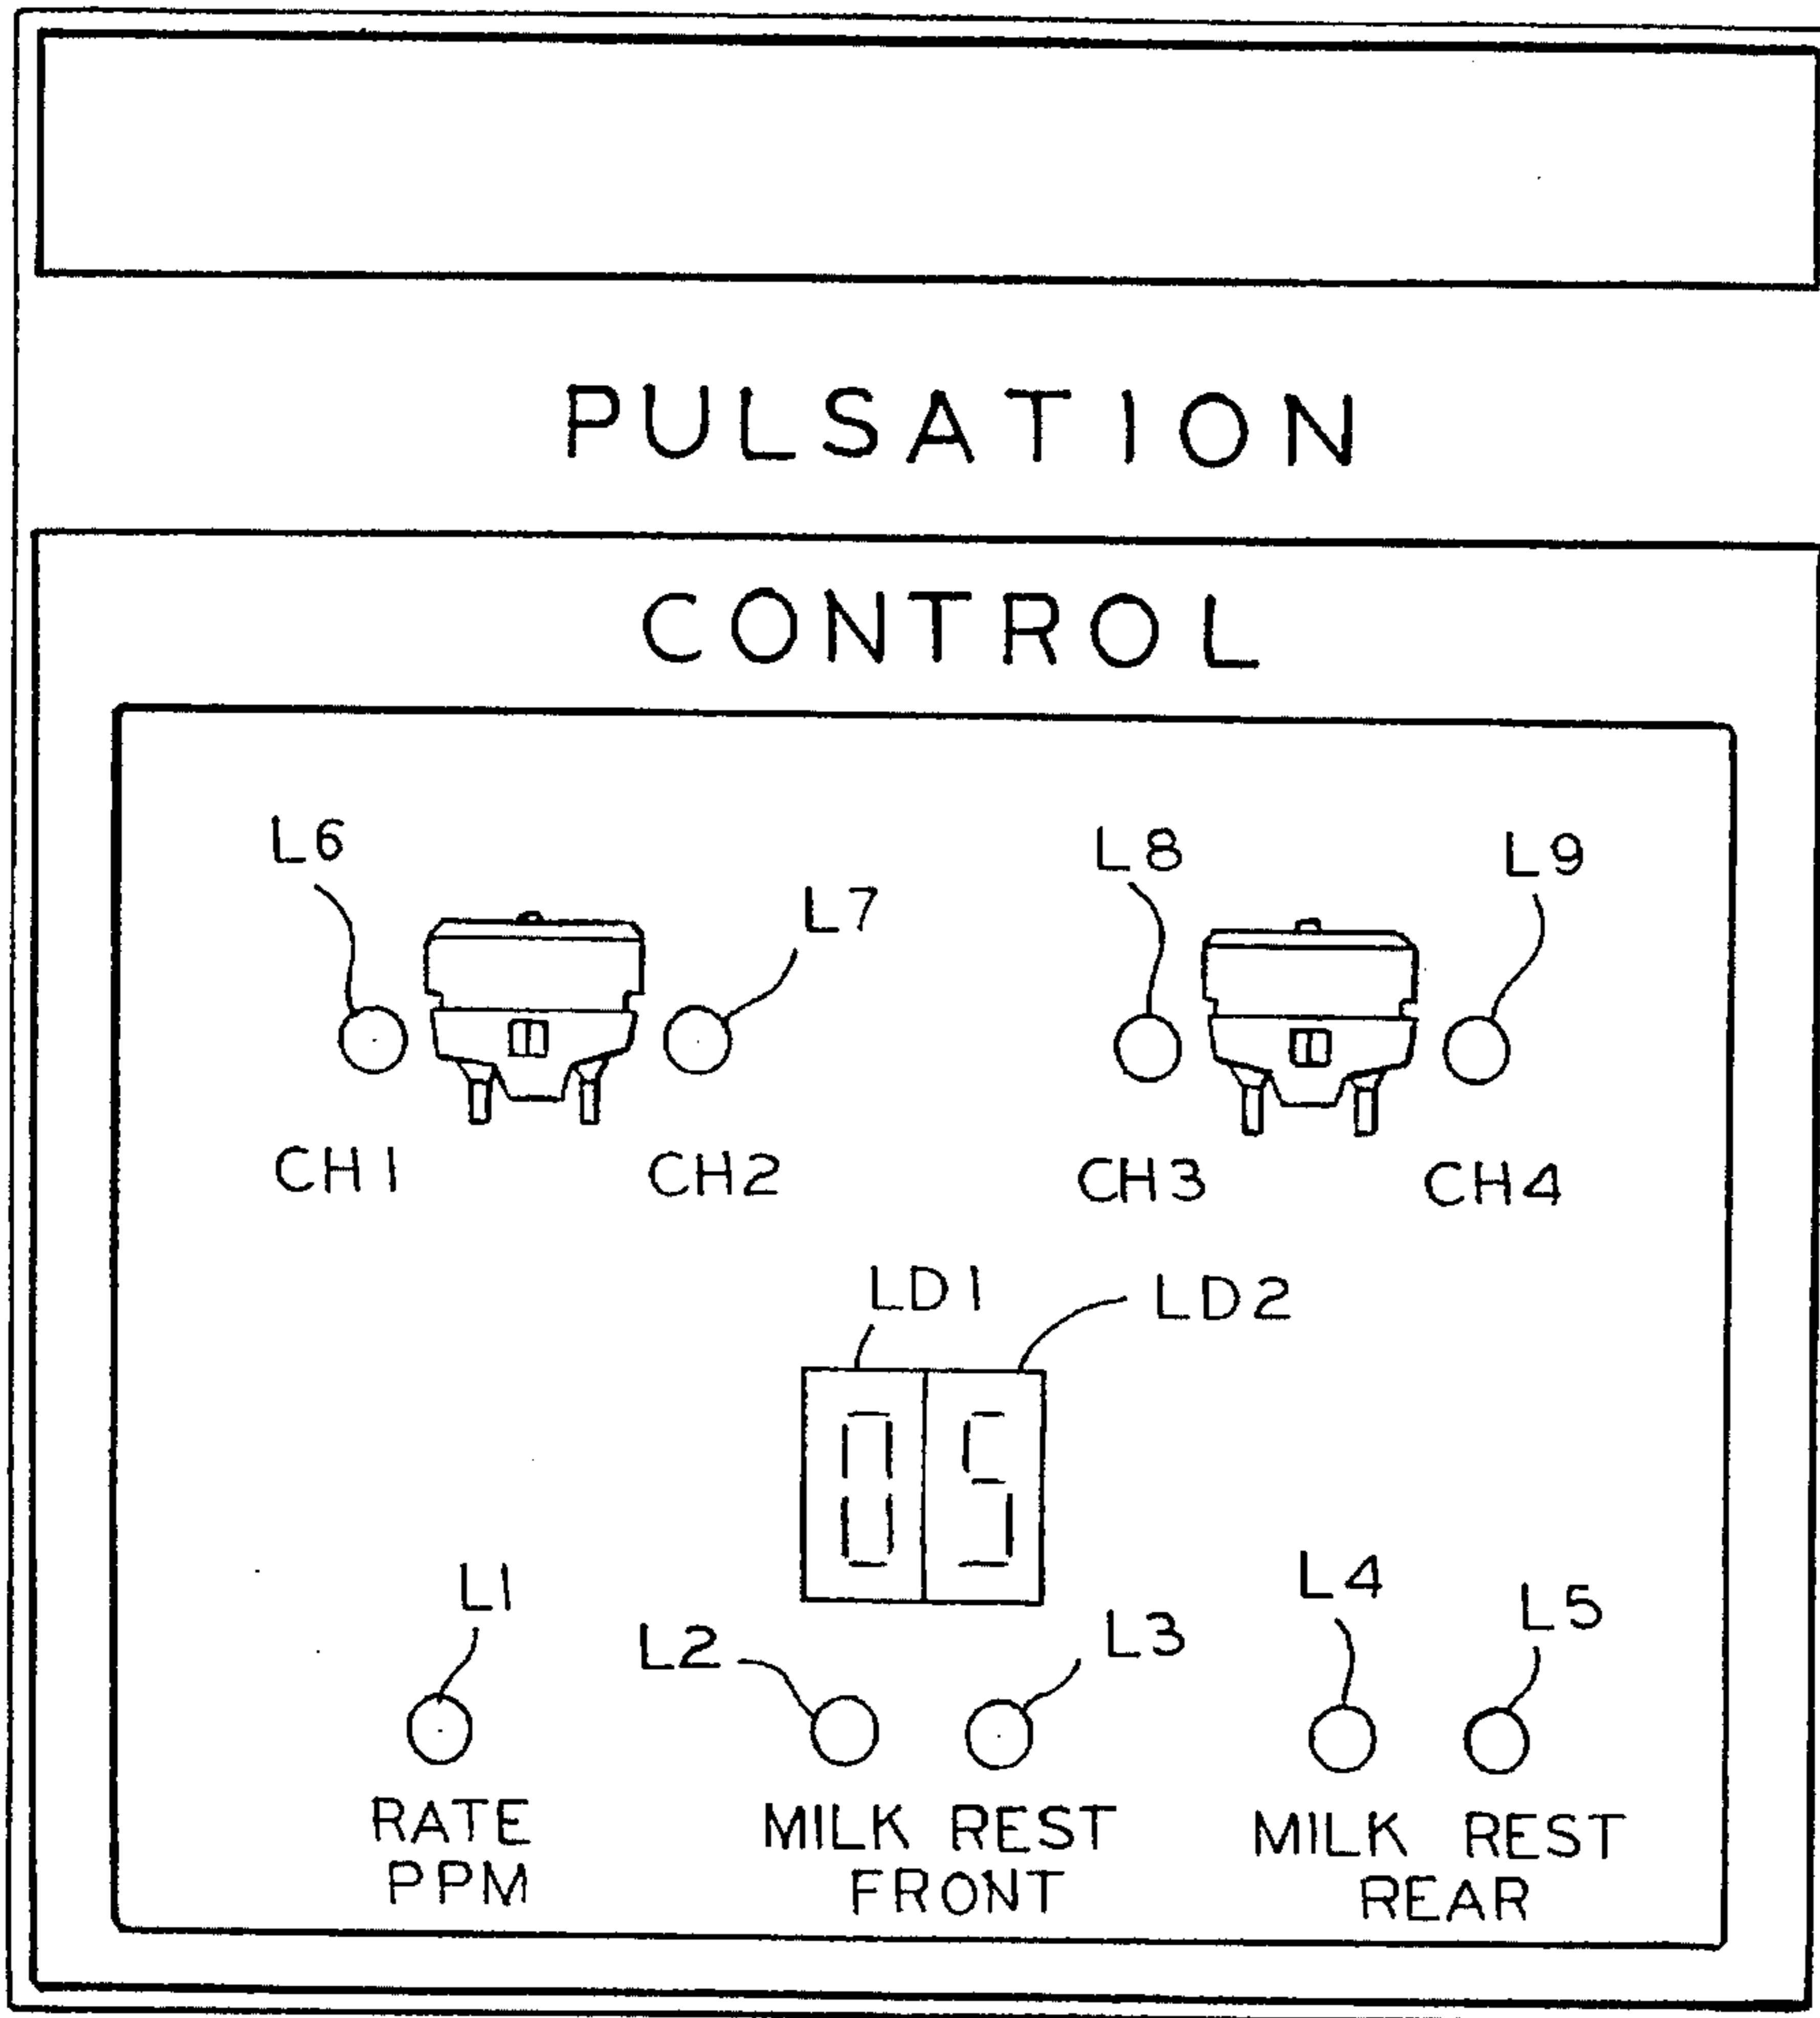 PULSATION
CONTROL
L6
L7
L8
L9
CH1
CH2
CH3
CH4
LD1
LD2
05
L1
L2
L3
L4
L5
RATE
PPM
MILK REST
FRONT
MILK REST
REAR